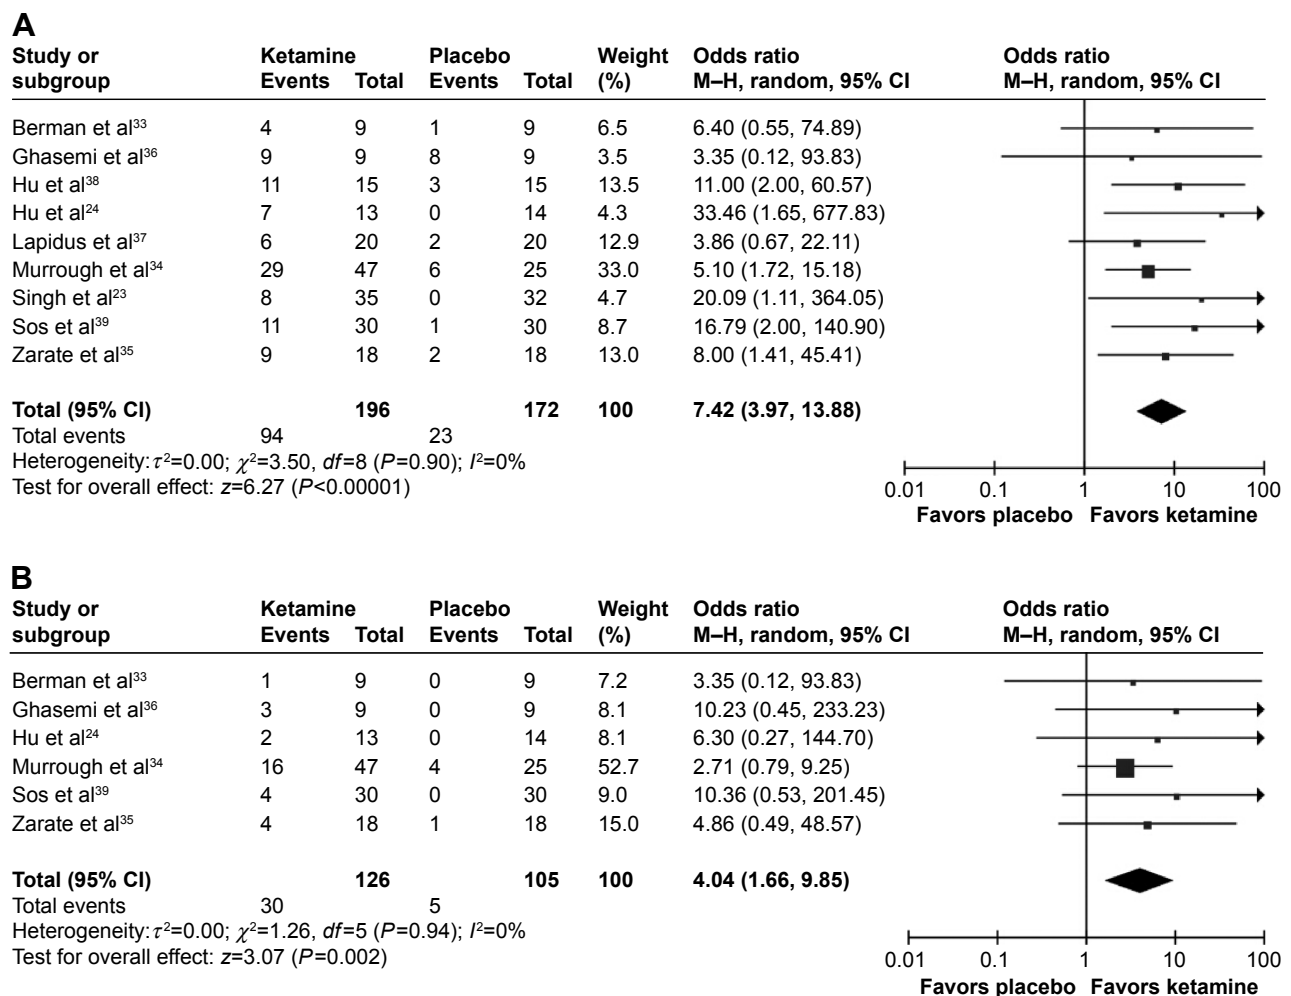 A
Study or Ketamine Placebo Weight Odds ratio Odds ratio
subgroup Events Total Events Total (%) M–H, random, 95% CI M–H, random, 95% CI
Berman et al33 4 9 1 9 6.5 6.40 (0.55, 74.89)
Ghasemi et al36 9 9 8 9 3.5 3.35 (0.12, 93.83)
Hu et al38 11 15 3 15 13.5 11.00 (2.00, 60.57)
Hu et al24 7 13 0 14 4.3 33.46 (1.65, 677.83)
Lapidus et al37 6 20 2 20 12.9 3.86 (0.67, 22.11)
Murrough et al34 29 47 6 25 33.0 5.10 (1.72, 15.18)
Singh et al23 8 35 0 32 4.7 20.09 (1.11, 364.05)
Sos et al39 11 30 1 30 8.7 16.79 (2.00, 140.90)
Zarate et al35 9 18 2 18 13.0 8.00 (1.41, 45.41)
Total (95% CI) 196 172 100 7.42 (3.97, 13.88)
Total events 94 23
Heterogeneity: τ²=0.00; χ²=3.50, df=8 (P=0.90); I²=0%
Test for overall effect: z=6.27 (P<0.00001)
0.01 0.1 1 10 100
Favors placebo Favors ketamine
B
Study or Ketamine Placebo Weight Odds ratio Odds ratio
subgroup Events Total Events Total (%) M–H, random, 95% CI M–H, random, 95% CI
Berman et al33 1 9 0 9 7.2 3.35 (0.12, 93.83)
Ghasemi et al36 3 9 0 9 8.1 10.23 (0.45, 233.23)
Hu et al24 2 13 0 14 8.1 6.30 (0.27, 144.70)
Murrough et al34 16 47 4 25 52.7 2.71 (0.79, 9.25)
Sos et al39 4 30 0 30 9.0 10.36 (0.53, 201.45)
Zarate et al35 4 18 1 18 15.0 4.86 (0.49, 48.57)
Total (95% CI) 126 105 100 4.04 (1.66, 9.85)
Total events 30 5
Heterogeneity: τ²=0.00; χ²=1.26, df=5 (P=0.94); I²=0%
Test for overall effect: z=3.07 (P=0.002)
0.01 0.1 1 10 100
Favors placebo Favors ketamine